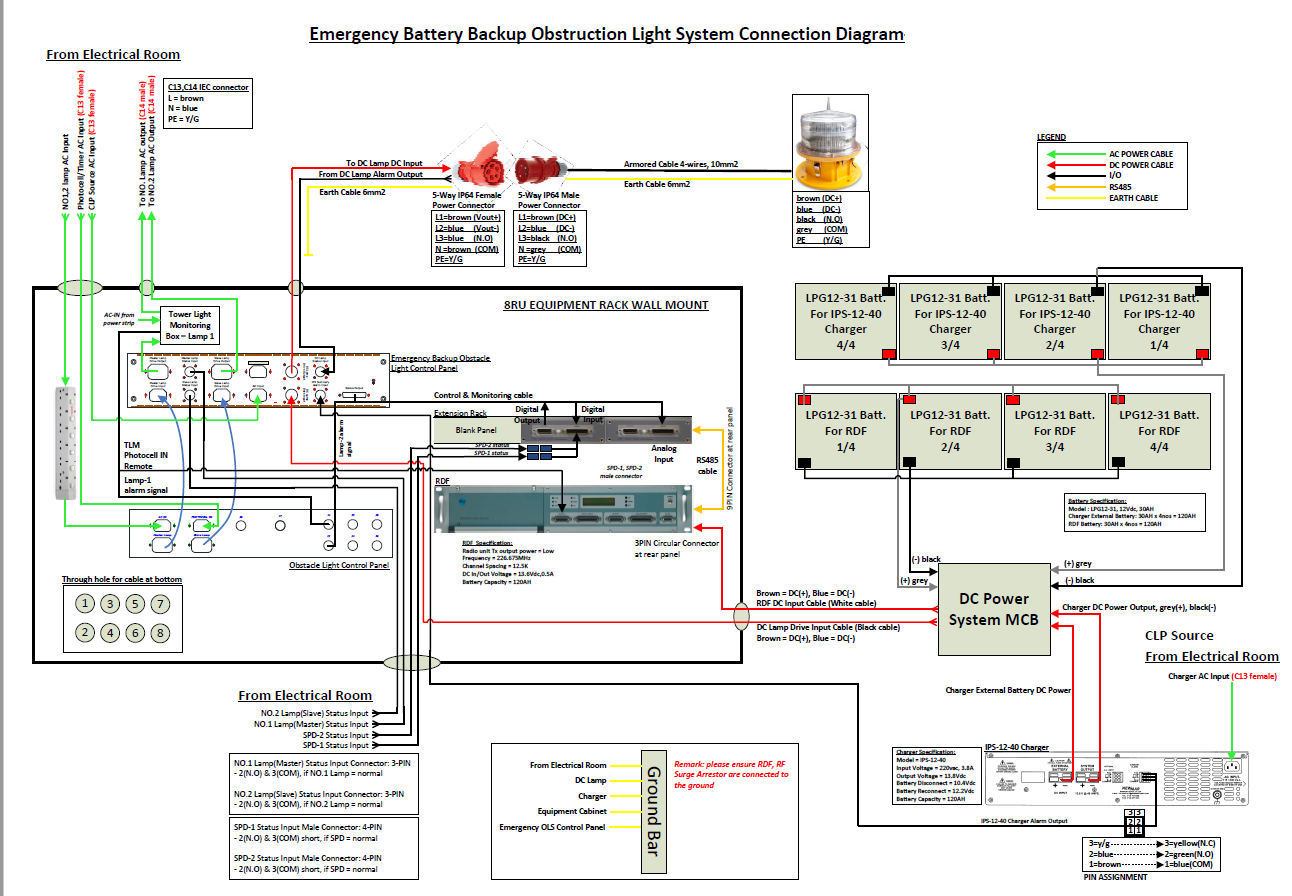 Emergency Battery Backup Obstruction Light System Connection Diagram
From Electrical Room
NO1,2 lamp AC Input
Photocell/Timer AC Input (C13 female)
CLP Source AC Input (C13 female)
To NO.1 Lamp AC output (C14 male)
To NO.2 Lamp AC Output (C14 male)
C13,C14 IEC connector
L = brown
N = blue
PE = Y/G
To DC Lamp DC Input
From DC Lamp Alarm Output
Earth Cable 6mm2
5-Way IP64 Female
Power Connector
L1=brown (Vout+)
L2=blue (Vout-)
L3=blue (N.O)
N =brown (COM)
PE=Y/G
5-Way IP64 Male
Power Connector
L1=brown (DC+)
L2=blue (DC-)
L3=black (N.O)
N =grey (COM)
PE=Y/G
Armored Cable 4-wires, 10mm2
Earth Cable 6mm2
brown (DC+)
blue (DC-)
black (N.O)
grey (COM)
PE (Y/G)
LEGEND
AC POWER CABLE
DC POWER CABLE
I/O
RS485
EARTH CABLE
8RU EQUIPMENT RACK WALL MOUNT
AC-IN from
power strip
Tower Light
Monitoring
Box – Lamp 1
Emergency Backup Obstacle
Light Control Panel
Control & Monitoring cable
Extension Rack
Blank Panel
Digital
Output
Digital
Input
Analog
Input
SPD-2 status
SPD-1 status
Lamp-2 alarm
signal
RS485
cable
9PIN Connector at rear panel
SPD-1, SPD-2
male connector
TLM
Photocell IN
Remote
Lamp-1
alarm signal
RDF
RDF Specification:
Radio unit Tx output power = Low
Frequency = 226.675MHz
Channel Spacing = 12.5K
DC In/Out Voltage = 13.6Vdc,0.5A
Battery Capacity = 120AH
3PIN Circular Connector
at rear panel
Obstacle Light Control Panel
Through hole for cable at bottom
1 3 5 7
2 4 6 8
LPG12-31 Batt.
For IPS-12-40
Charger
4/4
LPG12-31 Batt.
For IPS-12-40
Charger
3/4
LPG12-31 Batt.
For IPS-12-40
Charger
2/4
LPG12-31 Batt.
For IPS-12-40
Charger
1/4
LPG12-31 Batt.
For RDF
1/4
LPG12-31 Batt.
For RDF
2/4
LPG12-31 Batt.
For RDF
3/4
LPG12-31 Batt.
For RDF
4/4
Battery Specification:
Model : LPG12-31, 12Vdc, 30AH
Charger External Battery: 30AH x 4nos = 120AH
RDF Battery: 30AH x 4nos = 120AH
(-) black
(+) grey
(+) grey
(-) black
DC Power
System MCB
Brown = DC(+), Blue = DC(-)
RDF DC Input Cable (White cable)
DC Lamp Drive Input Cable (Black cable)
Brown = DC(+), Blue = DC(-)
Charger DC Power Output, grey(+), black(-)
CLP Source
From Electrical Room
Charger AC Input (C13 female)
Charger External Battery DC Power
From Electrical Room
NO.2 Lamp(Slave) Status Input
NO.1 Lamp(Master) Status Input
SPD-2 Status Input
SPD-1 Status Input
NO.1 Lamp(Master) Status Input Connector: 3-PIN
- 2(N.O) & 3(COM), if NO.1 Lamp = normal
NO.2 Lamp(Slave) Status Input Connector: 3-PIN
- 2(N.O) & 3(COM), if NO.2 Lamp = normal
SPD-1 Status Input Male Connector: 4-PIN
- 2(N.O) & 3(COM) short, if SPD = normal
SPD-2 Status Input Male Connector: 4-PIN
- 2(N.O) & 3(COM) short, if SPD = normal
From Electrical Room
DC Lamp
Charger
Equipment Cabinet
Emergency OLS Control Panel
Ground Bar
Remark: please ensure RDF, RF
Surge Arrestor are connected to
the ground
Charger Specification:
Model = IPS-12-40
Input Voltage = 220vac, 3.8A
Output Voltage = 13.8Vdc
Battery Disconnect = 10.4Vdc
Battery Reconnect = 12.2Vdc
Battery Capacity = 120AH
IPS-12-40 Charger
IPS-12-40 Charger Alarm Output
3 3
2 2
1 1
3=y/g 3=yellow(N.C)
2=blue 2=green(N.O)
1=brown 1=blue(COM)
PIN ASSIGNMENT